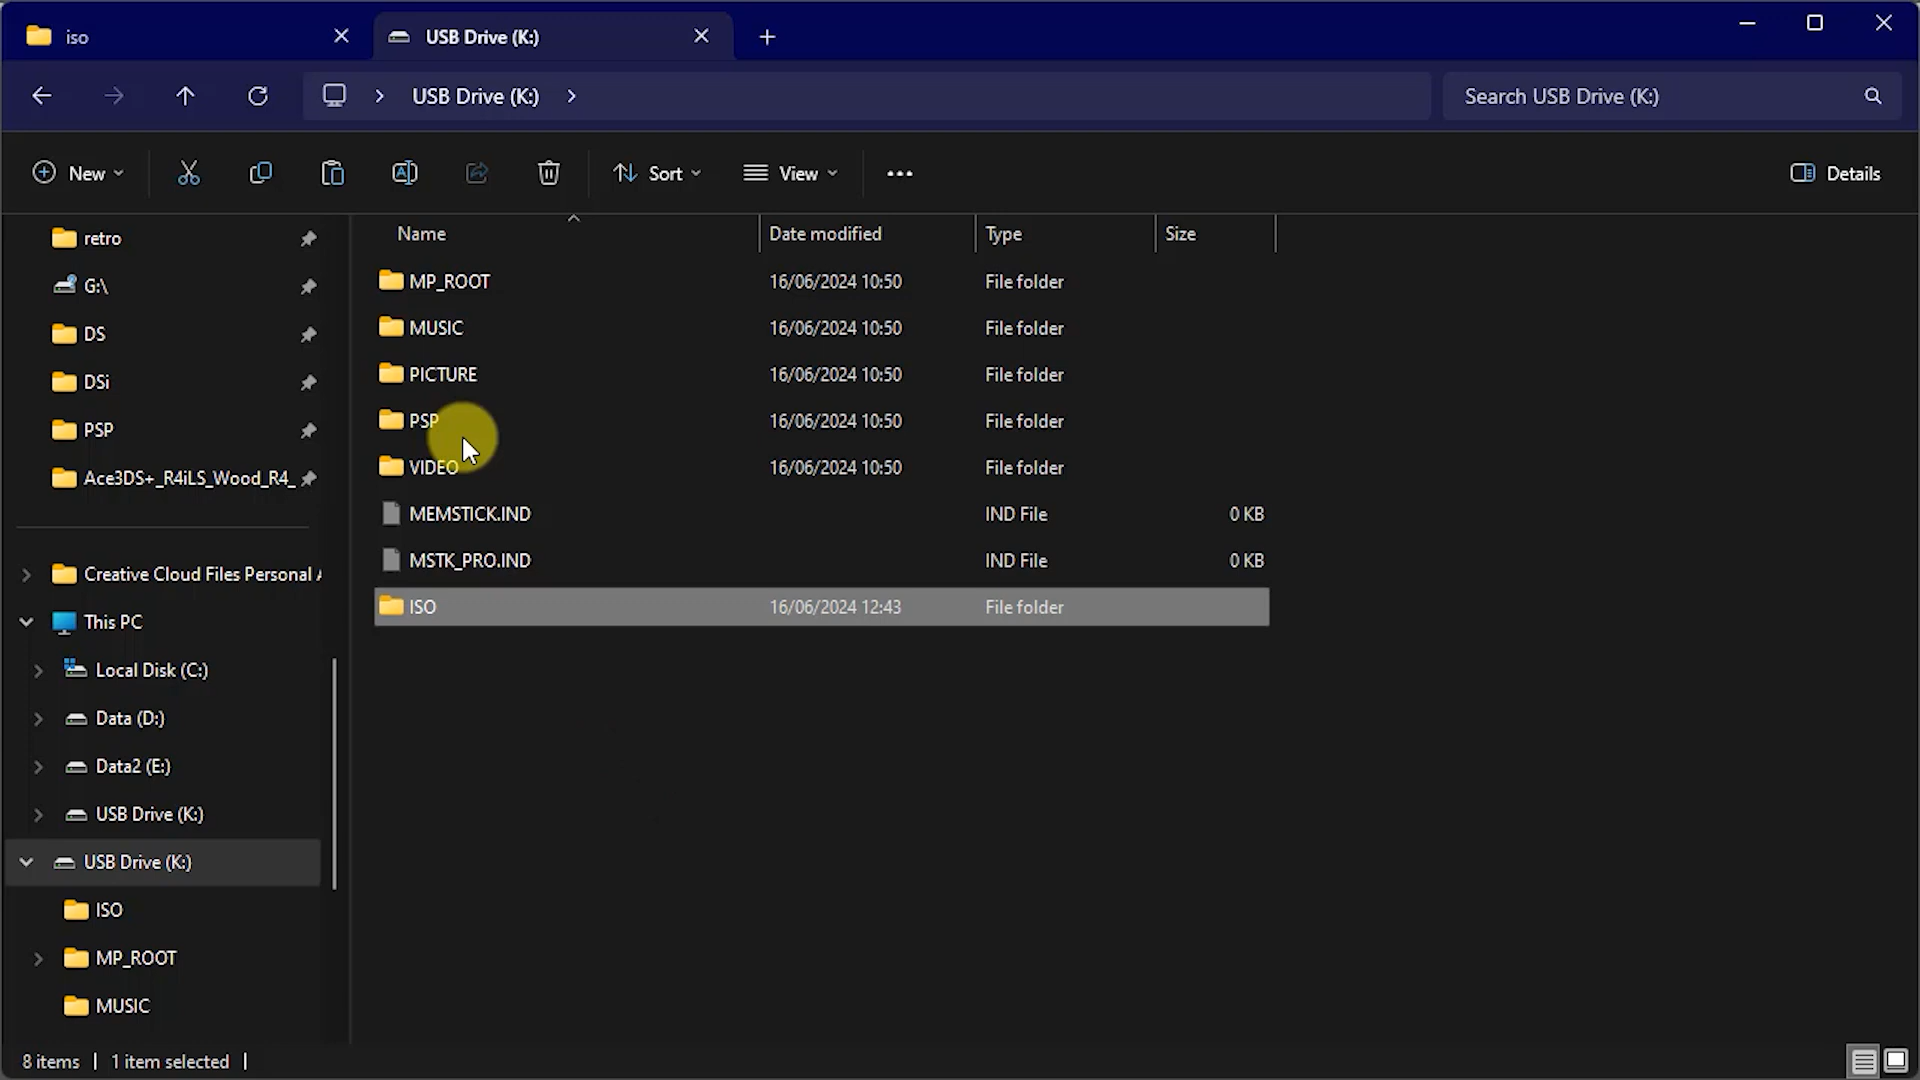 iso
USB Drive (K:)
USB Drive (K:)
Search USB Drive (K:)
New
Sort
View
Details
retro
G:\
DS
DSi
PSP
Ace3DS+_R4iLS_Wood_R4_
Creative Cloud Files Personal A
This PC
Local Disk (C:)
Data (D:)
Data2 (E:)
USB Drive (K:)
USB Drive (K:)
ISO
MP_ROOT
MUSIC
Name Date modified Type Size
MP_ROOT 16/06/2024 10:50 File folder
MUSIC 16/06/2024 10:50 File folder
PICTURE 16/06/2024 10:50 File folder
PSP 16/06/2024 10:50 File folder
VIDEO 16/06/2024 10:50 File folder
MEMSTICK.IND IND File 0 KB
MSTK_PRO.IND IND File 0 KB
ISO 16/06/2024 12:43 File folder
8 items 1 item selected